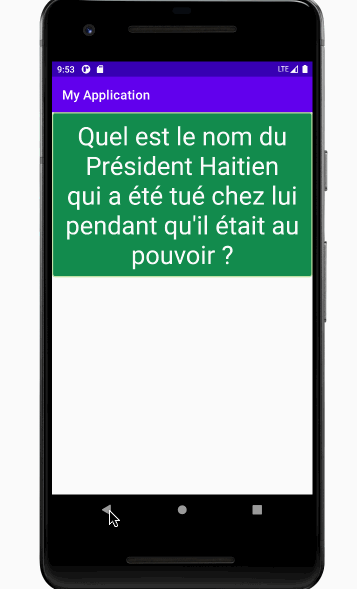 9:53
LTE
My Application
Quel est le nom du
Président Haitien
qui a été tué chez lui
pendant qu'il était au
pouvoir ?